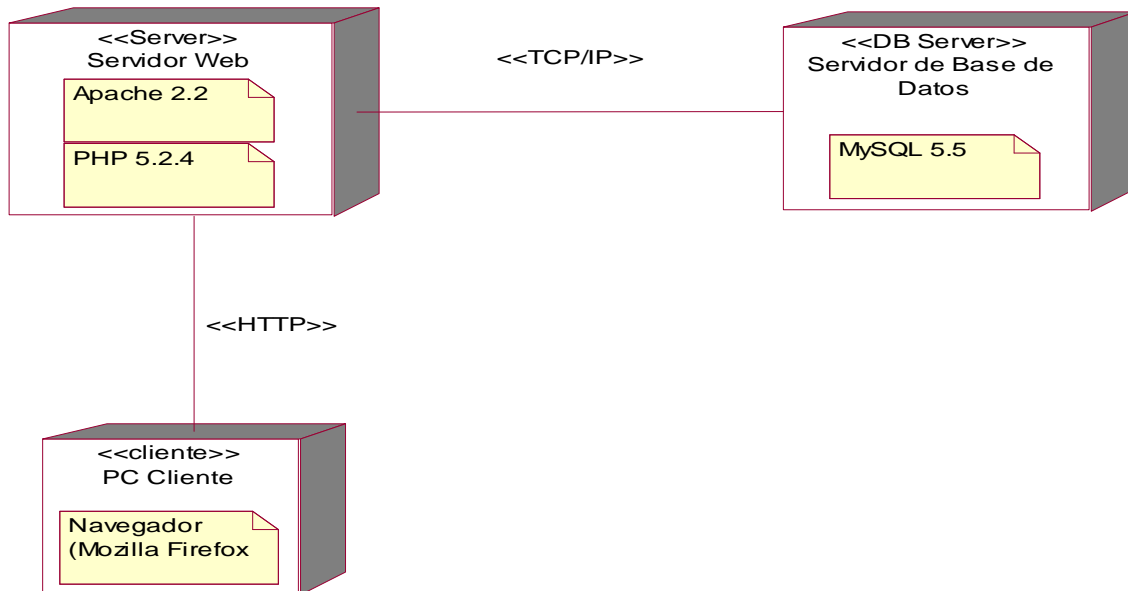 <<Server>>
Servidor Web
Apache 2.2
PHP 5.2.4
<<TCP/IP>>
<<DB Server>>
Servidor de Base de
Datos
MySQL 5.5
<<HTTP>>
<<cliente>>
PC Cliente
Navegador
(Mozilla Firefox